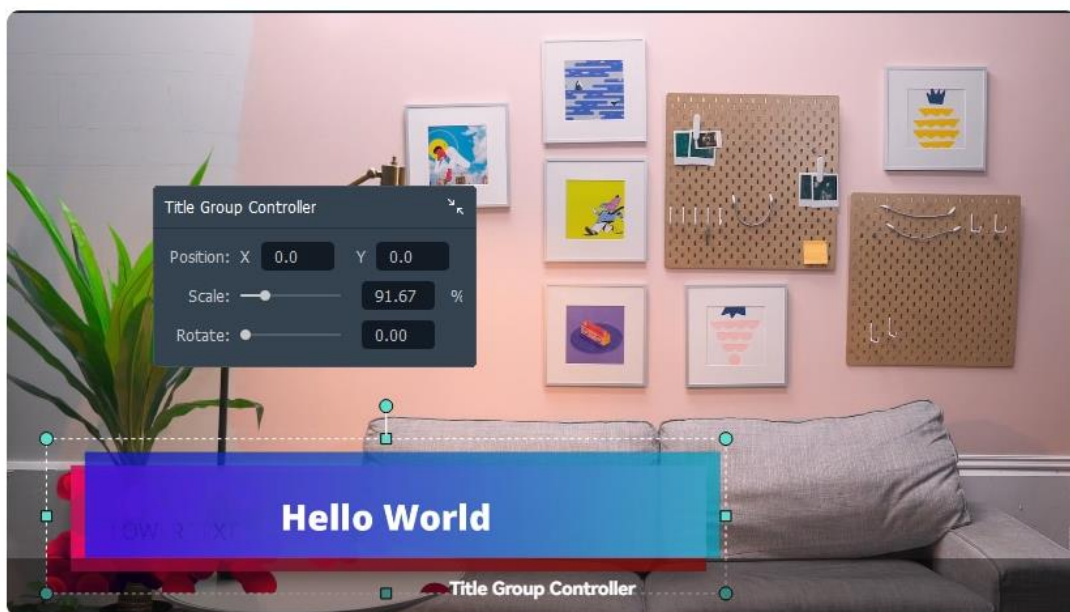 Title Group Controller
Position: X 0.0 Y 0.0
Scale: 91.67 %
Rotate: 0.00
Hello World
Title Group Controller